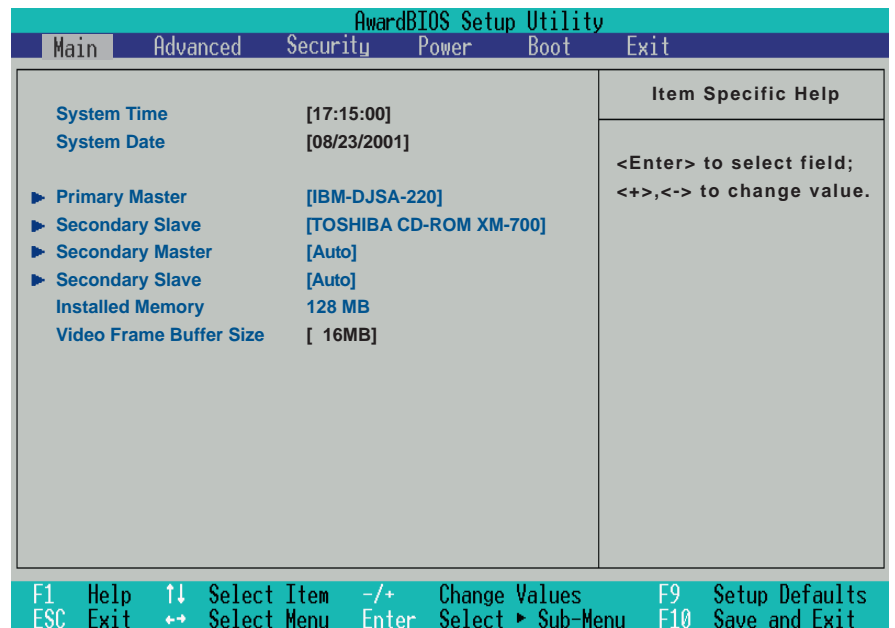 AwardBIOS Setup Utility
Main Advanced Security Power Boot Exit
Item Specific Help
System Time [17:15:00]
System Date [08/23/2001]
<Enter> to select field;
<+>,<-> to change value.
▶ Primary Master [IBM-DJSA-220]
▶ Secondary Slave [TOSHIBA CD-ROM XM-700]
▶ Secondary Master [Auto]
▶ Secondary Slave [Auto]
Installed Memory 128 MB
Video Frame Buffer Size [ 16MB]
F1 Help ↑↓ Select Item -/+ Change Values F9 Setup Defaults
ESC Exit ←→ Select Menu Enter Select ▶ Sub-Menu F10 Save and Exit